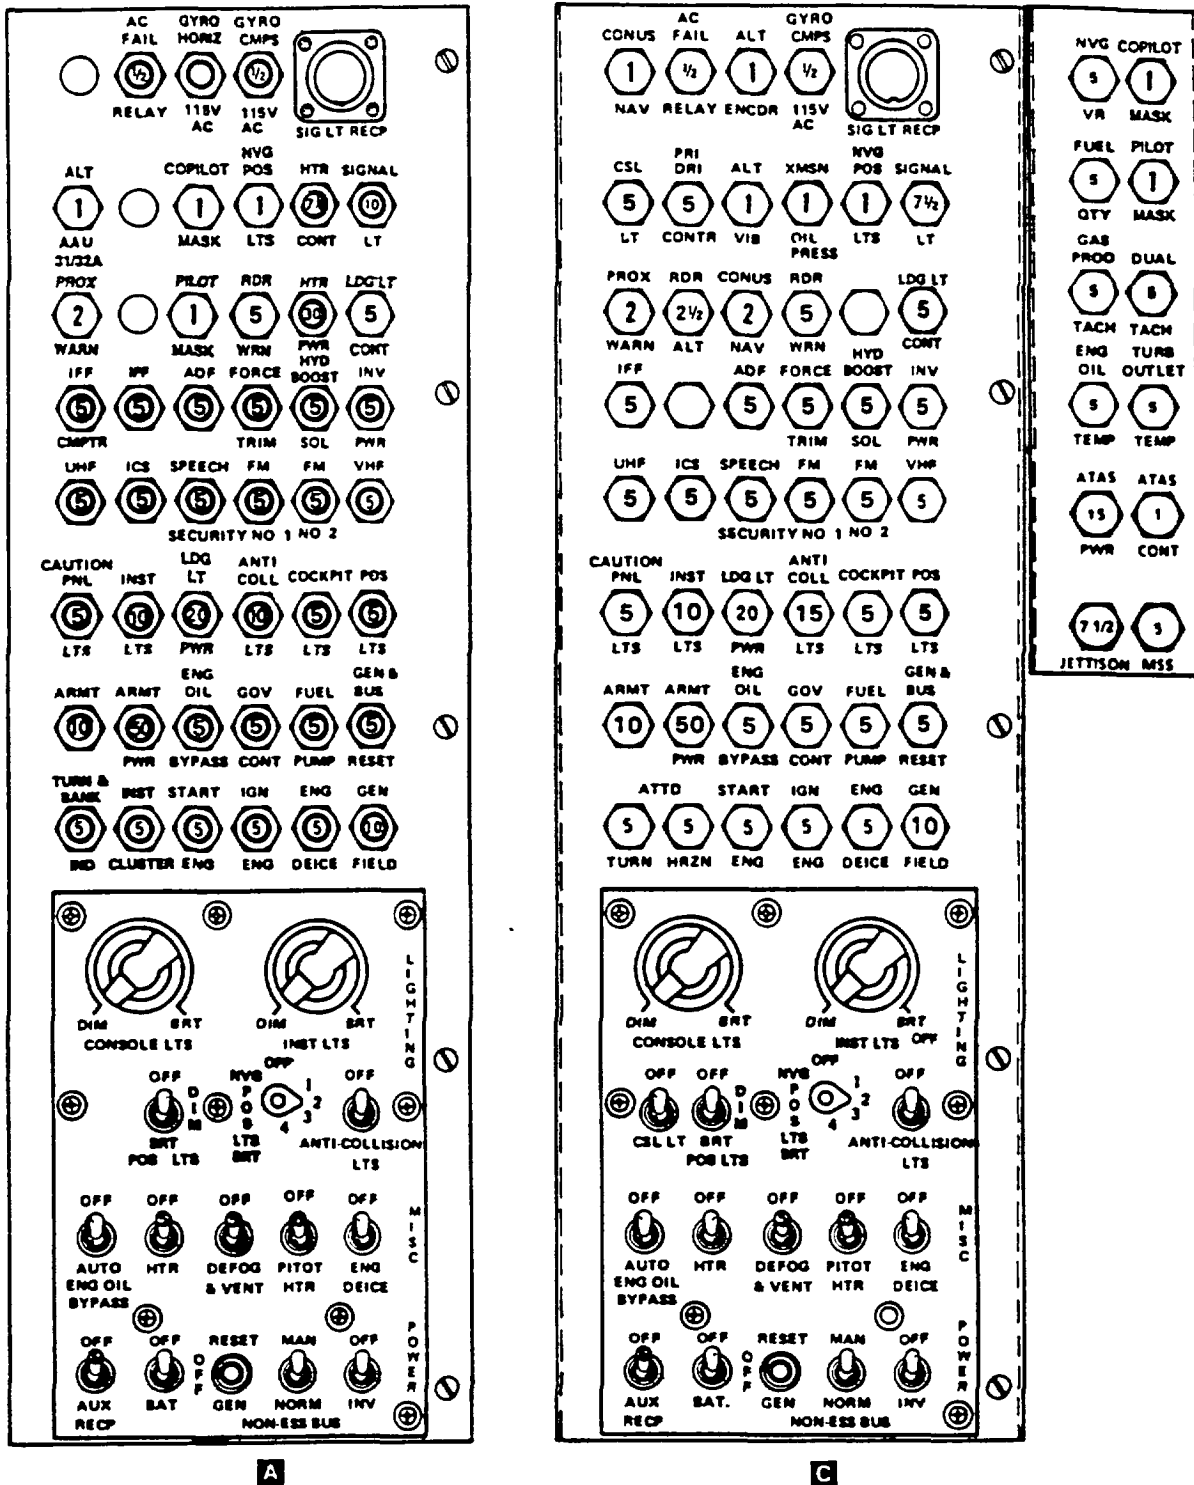 AC GYRO GYRO
FAIL HORIZ CMPS
½ ½
RELAY 115V 115V
AC AC
SIG LT RECP
NVG
ALT COPILOT POS HTR SIGNAL
1 1 1 7½ 10
AAU MASK LTS CONT LT
31/32A
PROX PILOT RDR HTR LDG LT
2 1 5 30 5
WARN MASK WRN PWR CONT
HYD
IFF IFF ADF FORCE BOOST INV
5 5 5 5 5 5
CMPTR TRIM SOL PWR
UHF ICS SPEECH FM FM VHF
5 5 5 5 5 5
SECURITY NO 1 NO 2
CAUTION LDG ANTI
PNL INST LT COLL COCKPIT POS
5 10 20 10 5 5
LTS LTS PWR LTS LTS LTS
ENG GEN &
ARMT ARMT OIL GOV FUEL BUS
10 50 5 5 5 5
PWR BYPASS CONT PUMP RESET
TURN &
BANK INST START IGN ENG GEN
5 5 5 5 5 10
IND CLUSTER ENG ENG DEICE FIELD
DIM BRT DIM BRT
CONSOLE LTS INST LTS
LIGHTING
OFF NVG OFF OFF
DIM POS 1 2 3 4
BRT LTS ANTI-COLLISION
POS LTS BRT LTS
OFF OFF OFF OFF OFF
MISC
AUTO HTR DEFOG PITOT ENG
ENG OIL & VENT HTR DEICE
BYPASS
OFF OFF RESET MAN OFF
OFF
POWER
AUX BAT GEN NORM INV
RECP NON-ESS BUS
A
AC GYRO
CONUS FAIL ALT CMPS
1 ½ 1 ½
NAV RELAY ENCDR 115V
AC
SIG LT RECP
PRI NVG
CSL DRI ALT XMSN POS SIGNAL
5 5 1 1 1 7½
LT CONTR VIB OIL LTS LT
PRESS
PROX RDR CONUS RDR LDG LT
2 2½ 2 5 5
WARN ALT NAV WRN CONT
HYD
IFF ADF FORCE BOOST INV
5 5 5 5 5
TRIM SOL PWR
UHF ICS SPEECH FM FM VHF
5 5 5 5 5 5
SECURITY NO 1 NO 2
CAUTION ANTI
PNL INST LDG LT COLL COCKPIT POS
5 10 20 15 5 5
LTS LTS PWR LTS LTS LTS
ENG GEN &
ARMT ARMT OIL GOV FUEL BUS
10 50 5 5 5 5
PWR BYPASS CONT PUMP RESET
ATTD START IGN ENG GEN
5 5 5 5 5 10
TURN HRZN ENG ENG DEICE FIELD
DIM BRT DIM BRT
CONSOLE LTS INST LTS OFF
LIGHTING
OFF OFF NVG OFF OFF
DIM POS 1 2 3 4
CSL LT BRT LTS ANTI-COLLISION
POS LTS BRT LTS
OFF OFF OFF OFF OFF
MISC
AUTO HTR DEFOG PITOT ENG
ENG OIL & VENT HTR DEICE
BYPASS
OFF OFF RESET MAN OFF
OFF
POWER
AUX BAT. GEN NORM INV
RECP NON-ESS BUS
C
NVG COPILOT
5 1
VR MASK
FUEL PILOT
5 1
QTY MASK
GAS
PROD DUAL
5 5
TACH TACH
ENG TURB
OIL OUTLET
5 5
TEMP TEMP
ATAS ATAS
15 1
PWR CONT
7 1/2 5
JETTISON MSS